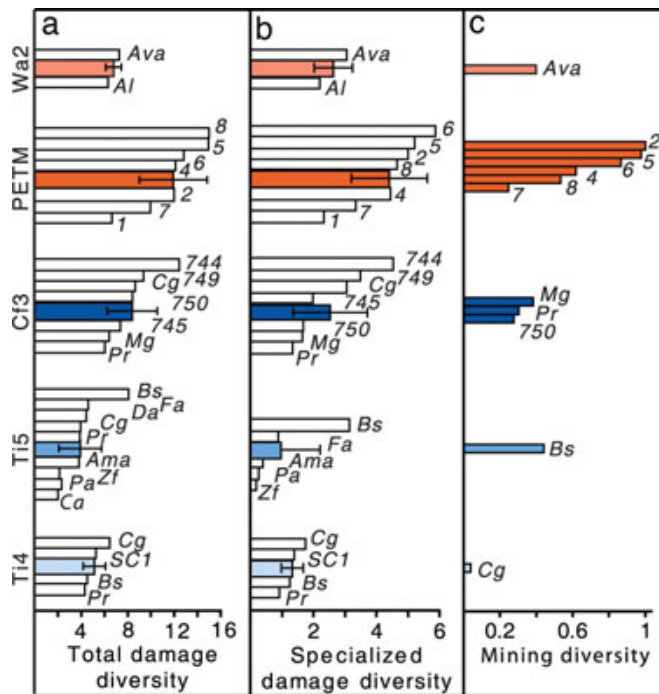 a
b
c
Wa2
Ava
Al
Ava
Al
Ava
PETM
8
5
6
4
2
7
1
6
5
2
8
4
7
1
2
5
6
4
8
7
Cf3
744
749
Cg
750
745
Mg
Pr
744
749
Cg
745
750
Mg
Pr
Mg
Pr
750
Ti5
Bs
Fa
Da
Cg
Pr
Ama
Zf
Pa
Ca
Bs
Fa
Ama
Pa
Zf
Bs
Ti4
Cg
SC1
Bs
Pr
Cg
SC1
Bs
Pr
Cg
4 8 12 16
2 4 6
0.2 0.6 1
Total damage
diversity
Specialized
damage diversity
Mining diversity